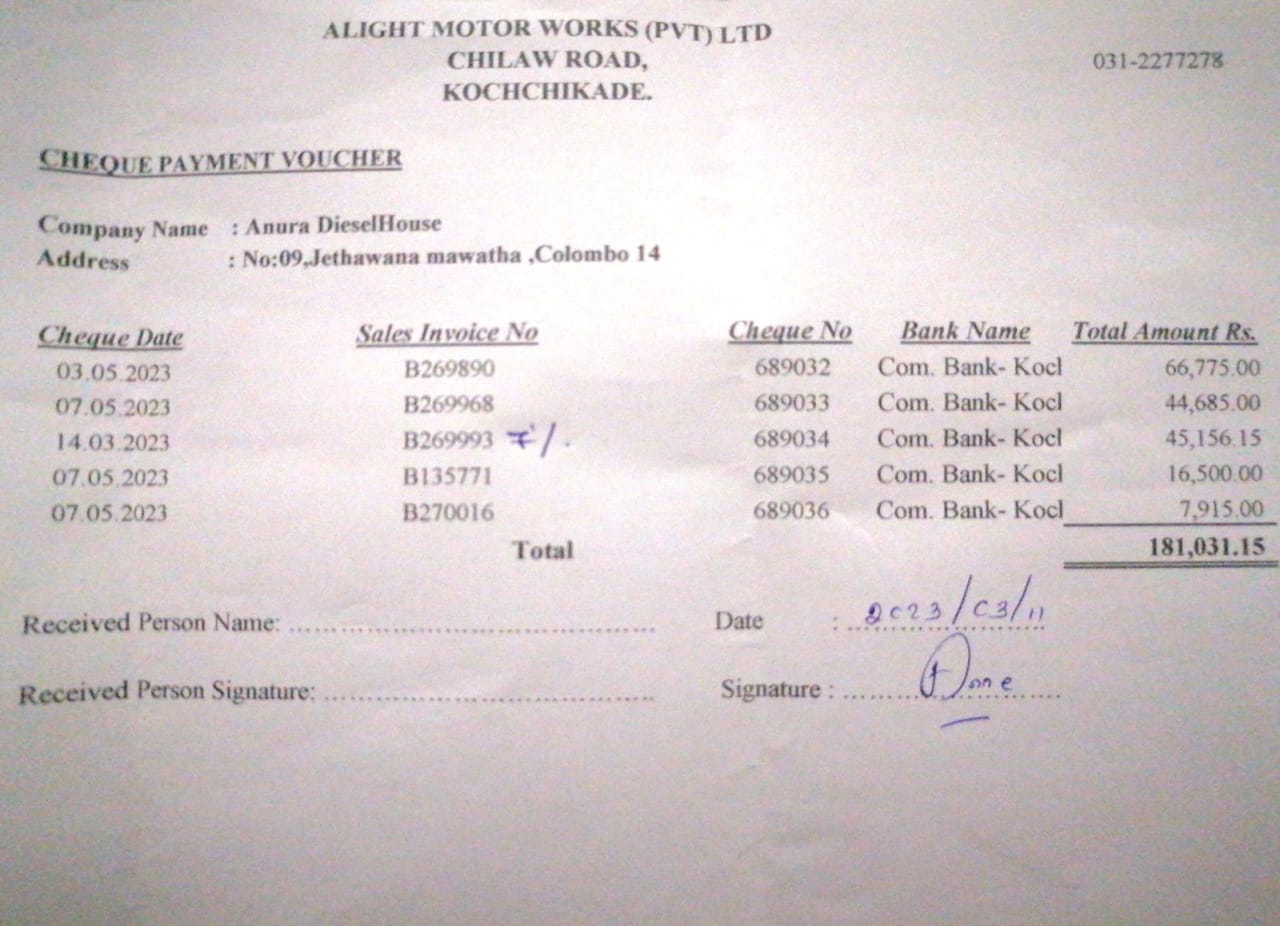 ALIGHT MOTOR WORKS (PVT) LTD
CHILAW ROAD,
KOCHCHIKADE.
031-2277278
CHEQUE PAYMENT VOUCHER
Company Name : Anura DieselHouse
Address : No:09,Jethawana mawatha ,Colombo 14
Cheque Date Sales Invoice No Cheque No Bank Name Total Amount Rs.
03.05.2023 B269890 689032 Com. Bank- Kocl 66,775.00
07.05.2023 B269968 689033 Com. Bank- Kocl 44,685.00
14.03.2023 B269993 689034 Com. Bank- Kocl 45,156.15
07.05.2023 B135771 689035 Com. Bank- Kocl 16,500.00
07.05.2023 B270016 689036 Com. Bank- Kocl 7,915.00
Total 181,031.15
Received Person Name: ........................................ Date : 2023/03/11
Received Person Signature: ........................................ Signature : ........................